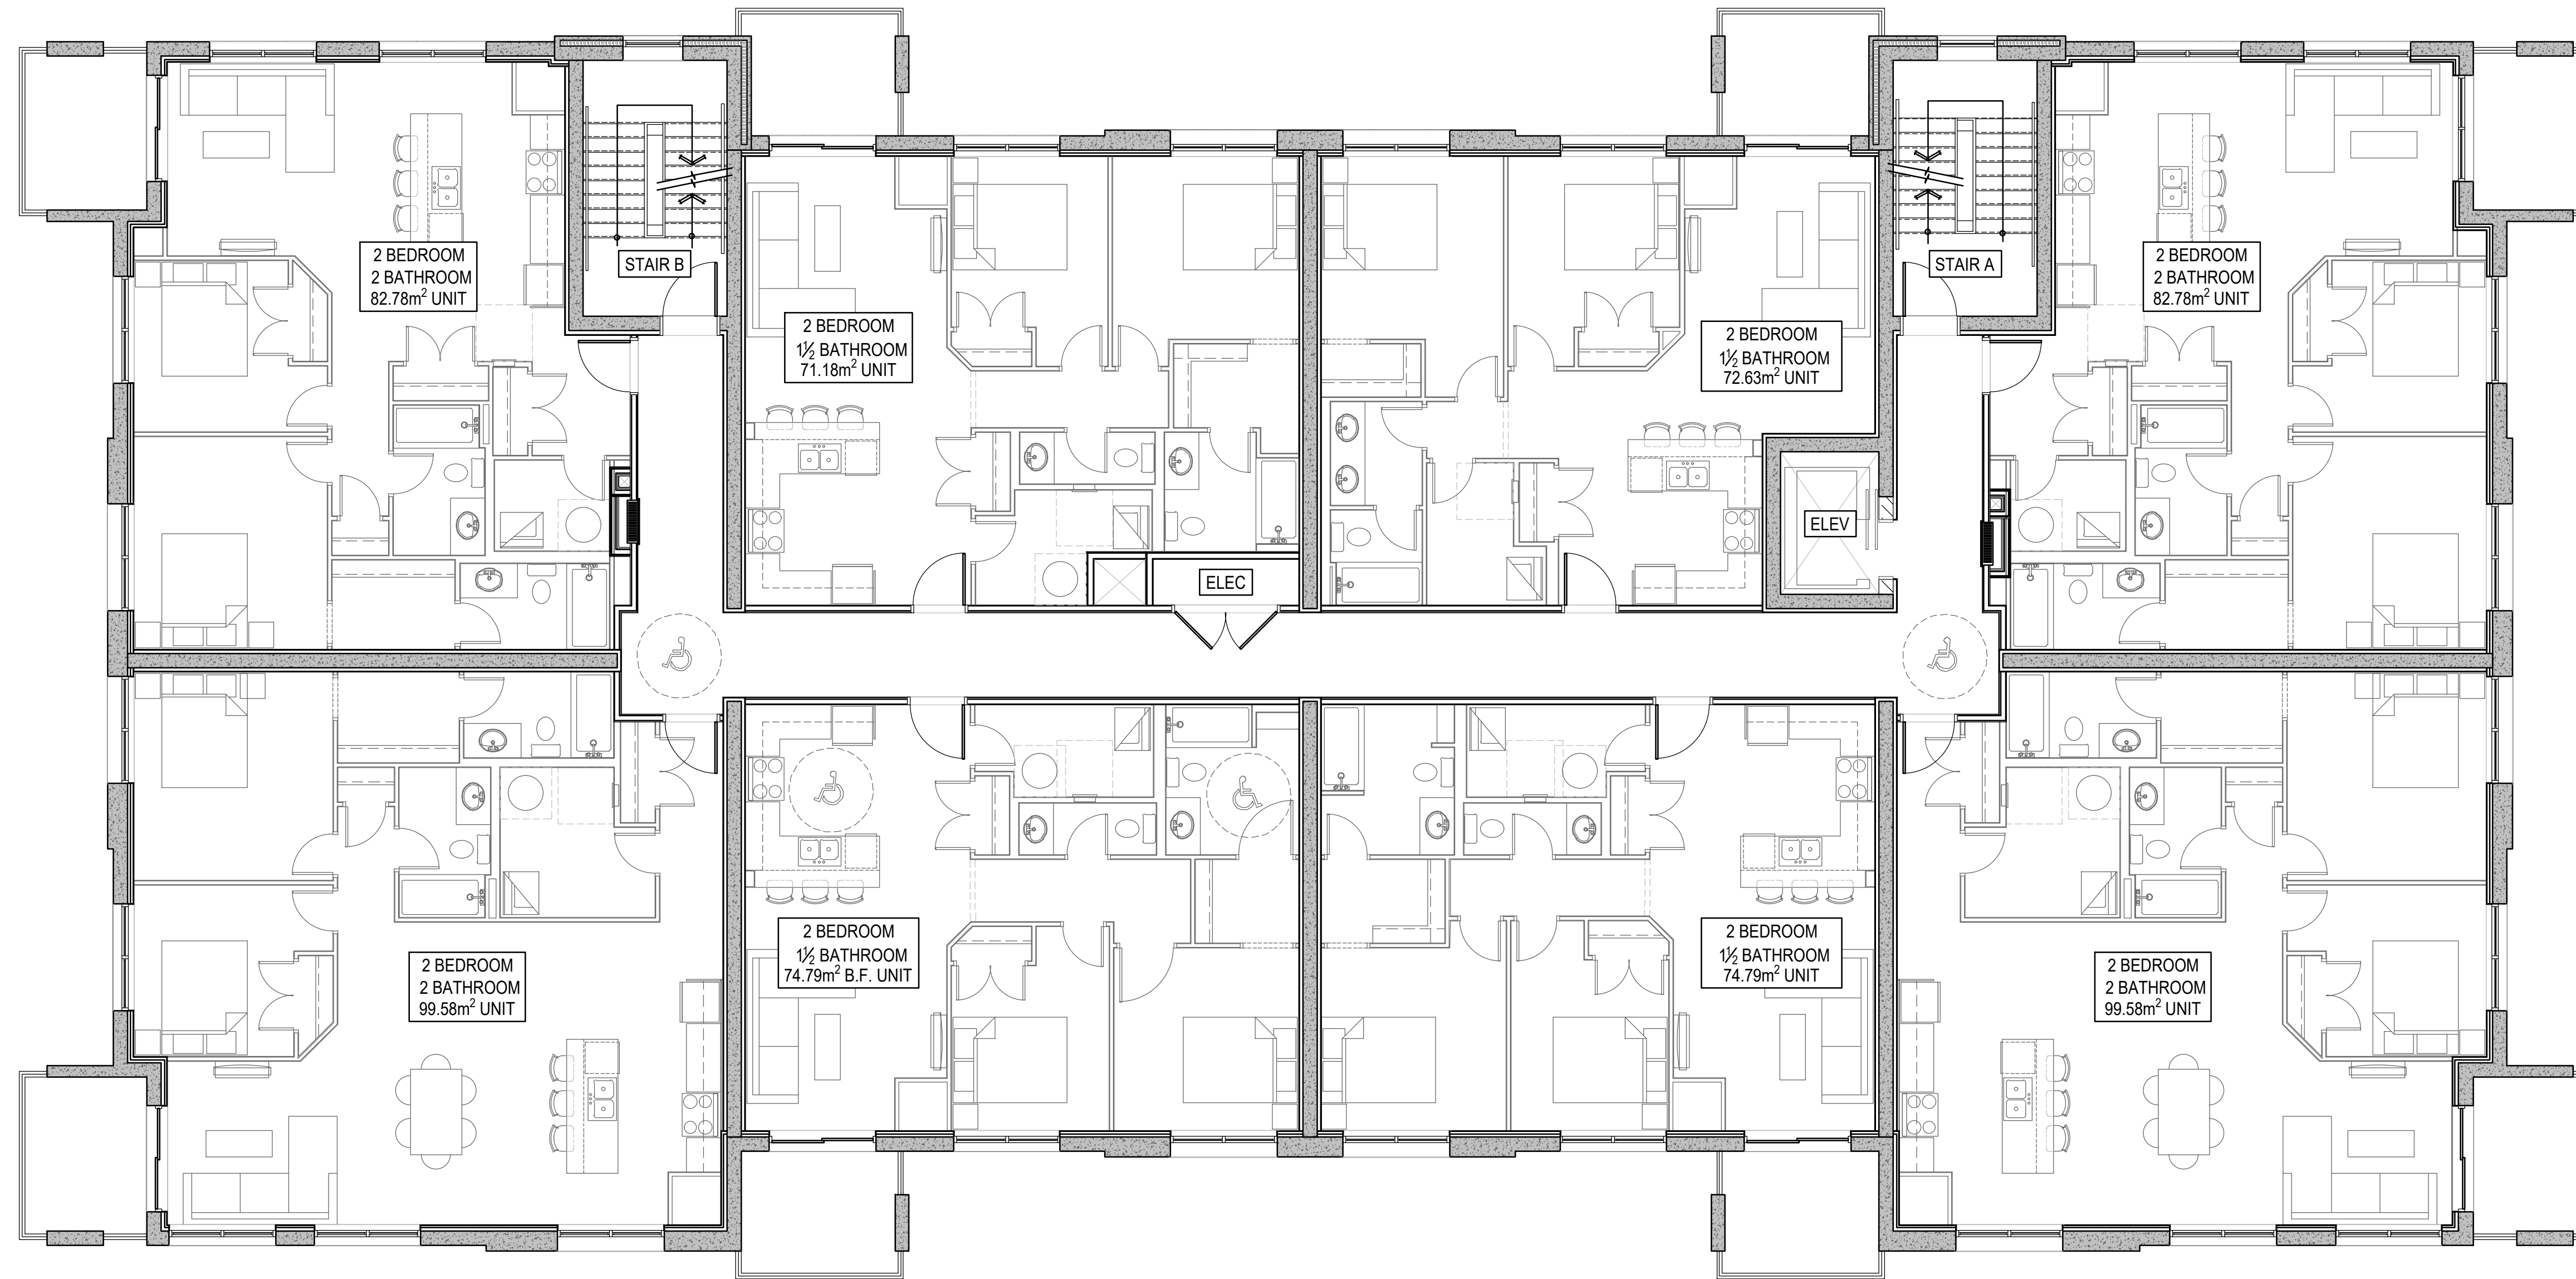 STAIR B
STAIR A
2 BEDROOM
2 BATHROOM
82.78m² UNIT
2 BEDROOM
1½ BATHROOM
71.18m² UNIT
2 BEDROOM
1½ BATHROOM
72.63m² UNIT
2 BEDROOM
2 BATHROOM
82.78m² UNIT
ELEV
ELEC
2 BEDROOM
2 BATHROOM
99.58m² UNIT
2 BEDROOM
1½ BATHROOM
74.79m² B.F. UNIT
2 BEDROOM
1½ BATHROOM
74.79m² UNIT
2 BEDROOM
2 BATHROOM
99.58m² UNIT